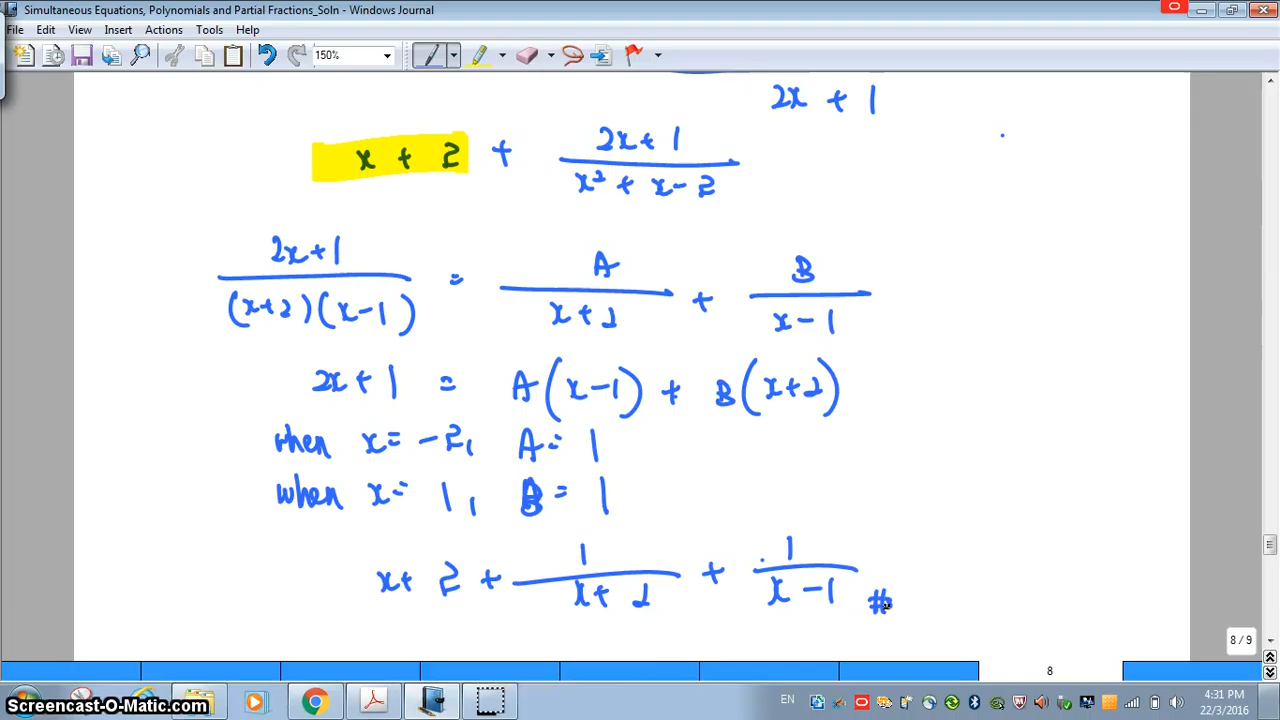 Simultaneous Equations, Polynomials and Partial Fractions_Soln - Windows Journal
File Edit View Insert Actions Tools Help
150%
2x + 1
x + 2 + (2x+1)/(x² + x - 2)
(2x+1)/((x+2)(x-1)) = A/(x+2) + B/(x-1)
2x+1 = A(x-1) + B(x+2)
when x = -2, A = 1
when x = 1, B = 1
x + 2 + 1/(x+2) + 1/(x-1) #
8 / 9
8
EN
4:31 PM
22/3/2016
Screencast-O-Matic.com